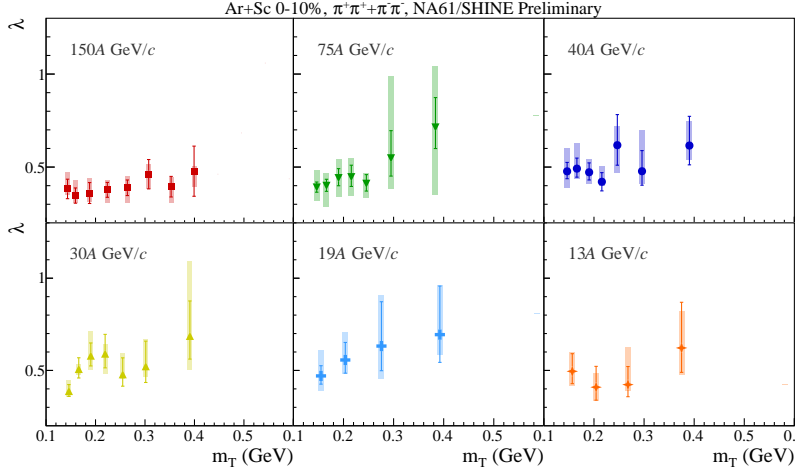 Ar+Sc 0-10%, π⁺π⁺+π⁻π⁻, NA61/SHINE Preliminary
λ
150A GeV/c
75A GeV/c
40A GeV/c
1
0.5
λ
30A GeV/c
19A GeV/c
13A GeV/c
1
0.5
0.1 0.2 0.3 0.4 0.5 0.1 0.2 0.3 0.4 0.5 0.1 0.2 0.3 0.4 0.5 0.6
m_T (GeV) m_T (GeV) m_T (GeV)